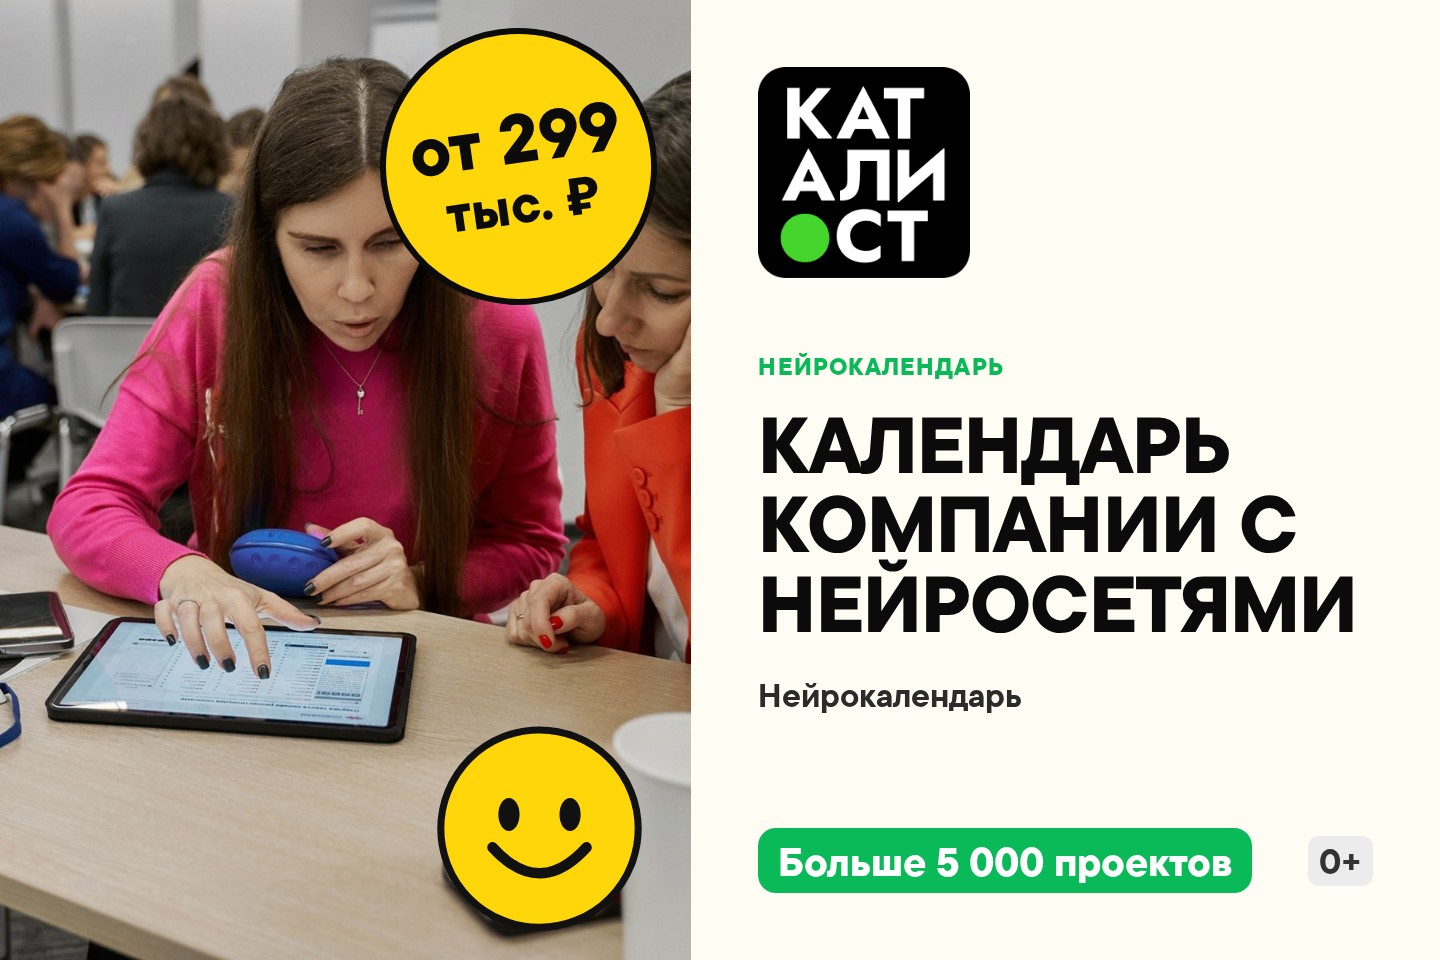 от 299
тыс. ₽
КАТ
АЛИ
СТ
НЕЙРОКАЛЕНДАРЬ
КАЛЕНДАРЬ
КОМПАНИИ С
НЕЙРОСЕТЯМИ
Нейрокалендарь
Больше 5 000 проектов
0+